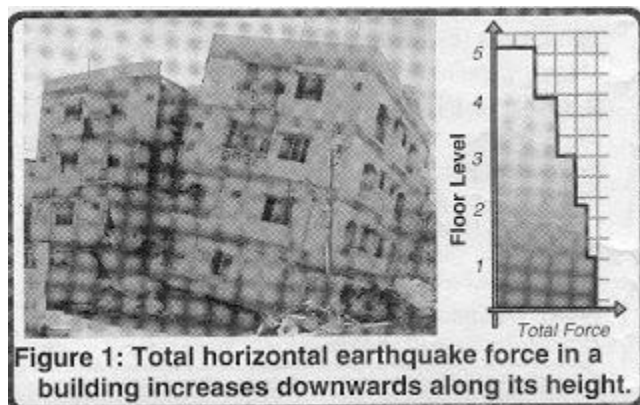 5
4
3
2
1
Floor Level
Total Force
Figure 1: Total horizontal earthquake force in a
building increases downwards along its height.